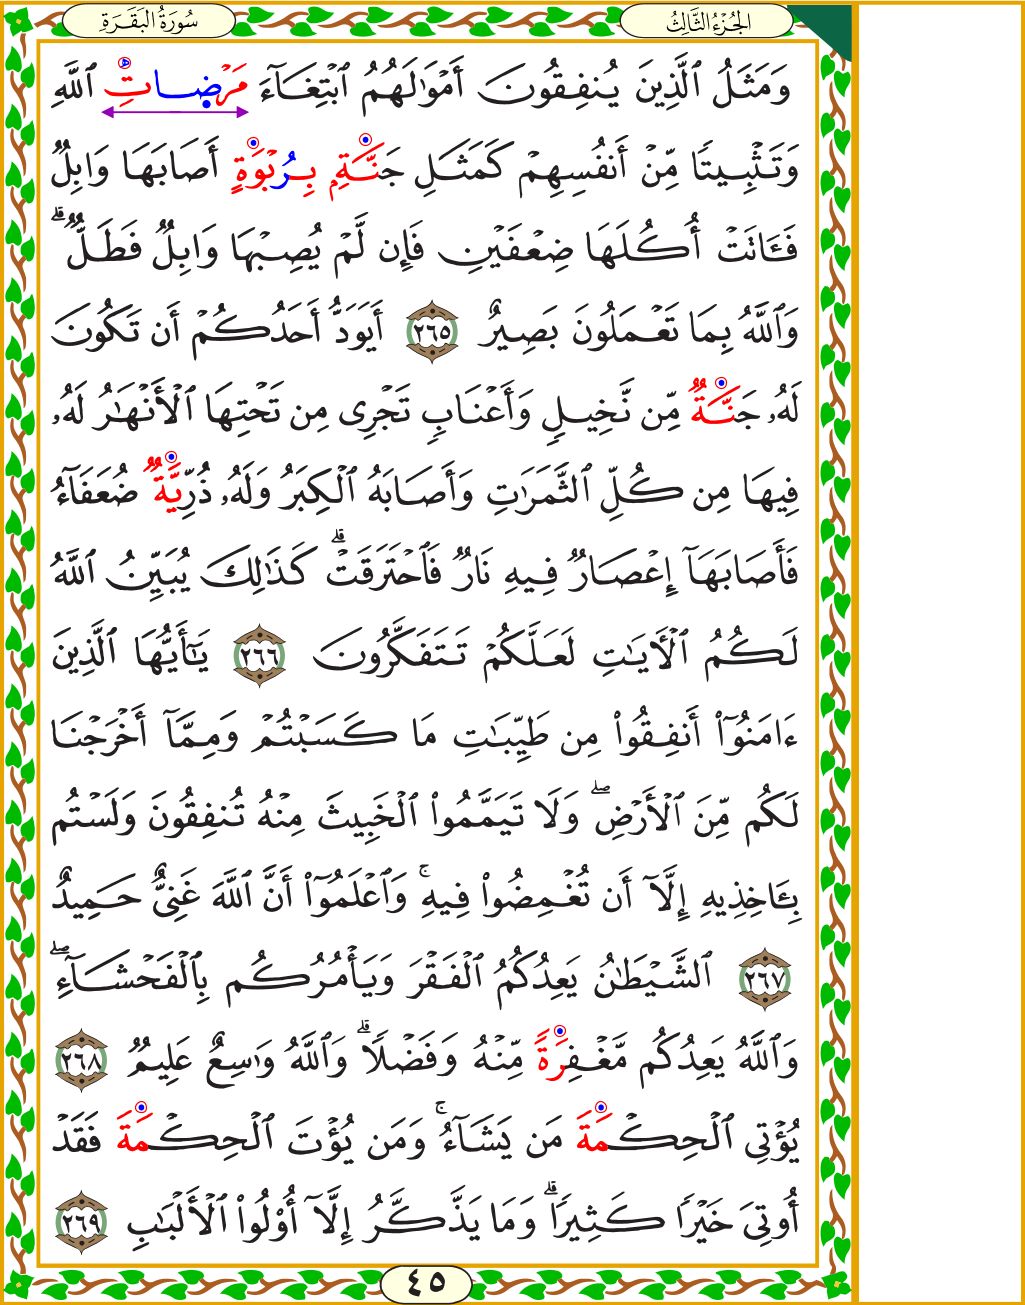 الجُزْءُ الثَّالِثُ
سُورَةُ الْبَقَرَةِ
وَمَثَلُ ٱلَّذِينَ يُنفِقُونَ أَمْوَٰلَهُمُ ٱبْتِغَآءَ مَرْضِاتِ ٱللَّهِ
وَتَثْبِيتًا مِّنْ أَنفُسِهِمْ كَمَثَلِ جَنَّةِۭ بِرُبْوَةٍ أَصَابَهَا وَابِلٌ
فَـَٔاتَتْ أُكُلَهَا ضِعْفَيْنِ فَإِن لَّمْ يُصِبْهَا وَابِلٌ فَطَلٌّ ۗ
وَٱللَّهُ بِمَا تَعْمَلُونَ بَصِيرٌ ٢٦٥ أَيَوَدُّ أَحَدُكُمْ أَن تَكُونَ
لَهُۥ جَنَّةٌ مِّن نَّخِيلٍ وَأَعْنَابٍ تَجْرِى مِن تَحْتِهَا ٱلْأَنْهَٰرُ لَهُۥ
فِيهَا مِن كُلِّ ٱلثَّمَرَٰتِ وَأَصَابَهُ ٱلْكِبَرُ وَلَهُۥ ذُرِّيَّةٌ ضُعَفَآءُ
فَأَصَابَهَآ إِعْصَارٌ فِيهِ نَارٌ فَٱحْتَرَقَتْ ۗ كَذَٰلِكَ يُبَيِّنُ ٱللَّهُ
لَكُمُ ٱلْأٓيَٰتِ لَعَلَّكُمْ تَتَفَكَّرُونَ ٢٦٦ يَٰٓأَيُّهَا ٱلَّذِينَ
ءَامَنُوٓا۟ أَنفِقُوا۟ مِن طَيِّبَٰتِ مَا كَسَبْتُمْ وَمِمَّآ أَخْرَجْنَا
لَكُم مِّنَ ٱلْأَرْضِ ۖ وَلَا تَيَمَّمُوا۟ ٱلْخَبِيثَ مِنْهُ تُنفِقُونَ وَلَسْتُم
بِـَٔاخِذِيهِ إِلَّآ أَن تُغْمِضُوا۟ فِيهِ ۚ وَٱعْلَمُوٓا۟ أَنَّ ٱللَّهَ غَنِىٌّ حَمِيدٌ
٢٦٧ ٱلشَّيْطَٰنُ يَعِدُكُمُ ٱلْفَقْرَ وَيَأْمُرُكُم بِٱلْفَحْشَآءِ ۖ
وَٱللَّهُ يَعِدُكُم مَّغْفِرَةً مِّنْهُ وَفَضْلًا ۗ وَٱللَّهُ وَٰسِعٌ عَلِيمٌ ٢٦٨
يُؤْتِى ٱلْحِكْمَةَ مَن يَشَآءُ ۚ وَمَن يُؤْتَ ٱلْحِكْمَةَ فَقَدْ
أُوتِىَ خَيْرًا كَثِيرًا ۗ وَمَا يَذَّكَّرُ إِلَّآ أُو۟لُوا۟ ٱلْأَلْبَٰبِ ٢٦٩
٤٥